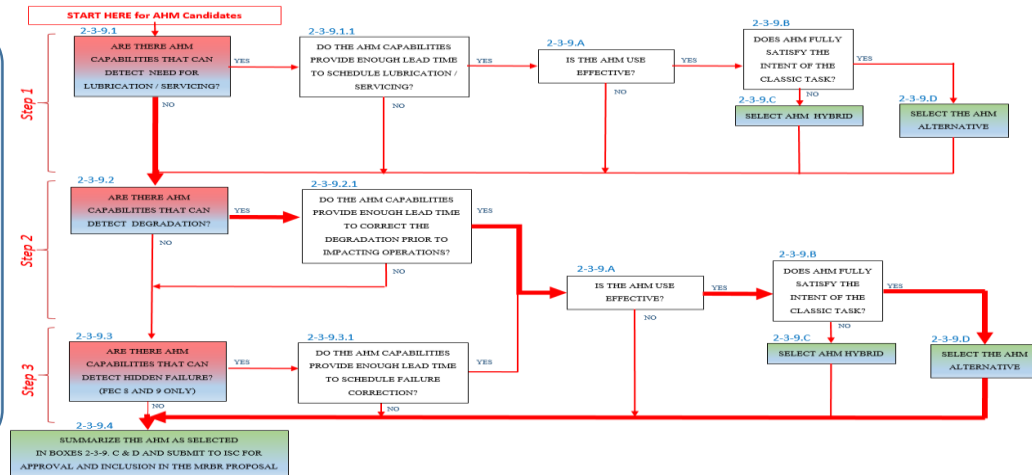 START HERE for AHM Candidates
Step 1
2-3-9.1
ARE THERE AHM
CAPABILITIES THAT CAN
DETECT NEED FOR
LUBRICATION / SERVICING?
YES
NO
2-3-9.1.1
DO THE AHM CAPABILITIES
PROVIDE ENOUGH LEAD TIME
TO SCHEDULE LUBRICATION /
SERVICING?
YES
NO
2-3-9.A
IS THE AHM USE
EFFECTIVE?
YES
NO
2-3-9.B
DOES AHM FULLY
SATISFY THE
INTENT OF THE
CLASSIC TASK?
YES
NO
2-3-9.C
SELECT AHM HYBRID
2-3-9.D
SELECT THE AHM
ALTERNATIVE
Step 2
2-3-9.2
ARE THERE AHM
CAPABILITIES THAT CAN
DETECT DEGRADATION?
YES
NO
2-3-9.2.1
DO THE AHM CAPABILITIES
PROVIDE ENOUGH LEAD TIME
TO CORRECT THE
DEGRADATION PRIOR TO
IMPACTING OPERATIONS?
YES
NO
2-3-9.A
IS THE AHM USE
EFFECTIVE?
YES
NO
2-3-9.B
DOES AHM FULLY
SATISFY THE
INTENT OF THE
CLASSIC TASK?
YES
NO
2-3-9.C
SELECT AHM HYBRID
2-3-9.D
SELECT THE AHM
ALTERNATIVE
Step 3
2-3-9.3
ARE THERE AHM
CAPABILITIES THAT CAN
DETECT HIDDEN FAILURE?
(FEC 8 AND 9 ONLY)
YES
NO
2-3-9.3.1
DO THE AHM CAPABILITIES
PROVIDE ENOUGH LEAD TIME
TO SCHEDULE FAILURE
CORRECTION?
YES
NO
2-3-9.4
SUMMARIZE THE AHM AS SELECTED
IN BOXES 2-3-9. C & D AND SUBMIT TO ISC FOR
APPROVAL AND INCLUSION IN THE MRBR PROPOSAL